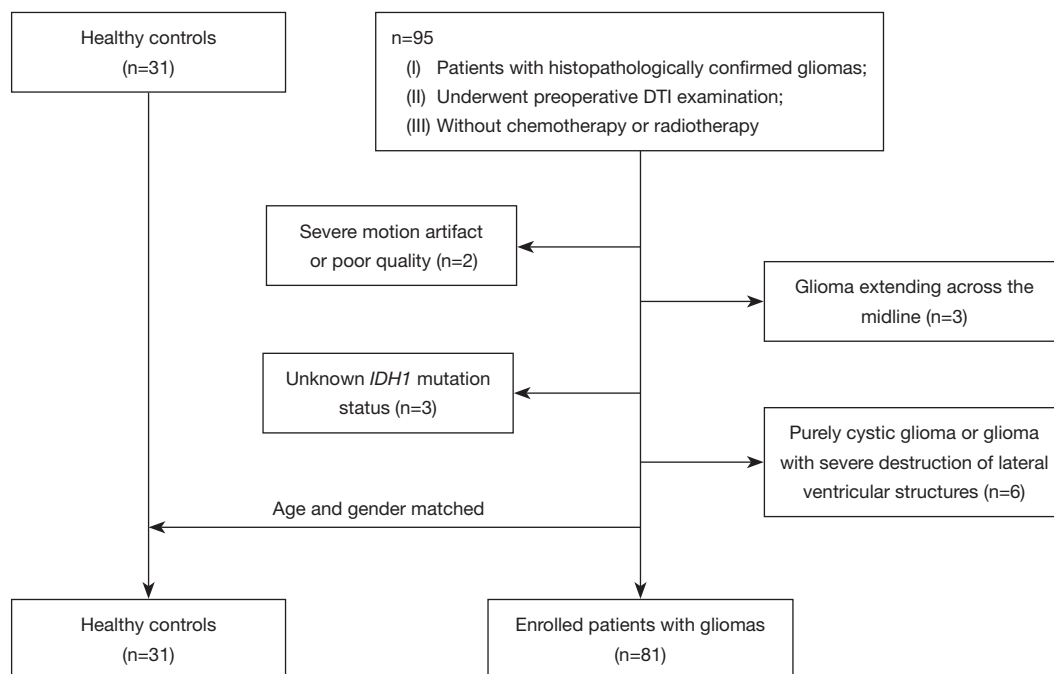 Healthy controls
(n=31)
n=95
(I) Patients with histopathologically confirmed gliomas;
(II) Underwent preoperative DTI examination;
(III) Without chemotherapy or radiotherapy
Severe motion artifact
or poor quality (n=2)
Glioma extending across the
midline (n=3)
Unknown IDH1 mutation
status (n=3)
Purely cystic glioma or glioma
with severe destruction of lateral
ventricular structures (n=6)
Age and gender matched
Healthy controls
(n=31)
Enrolled patients with gliomas
(n=81)